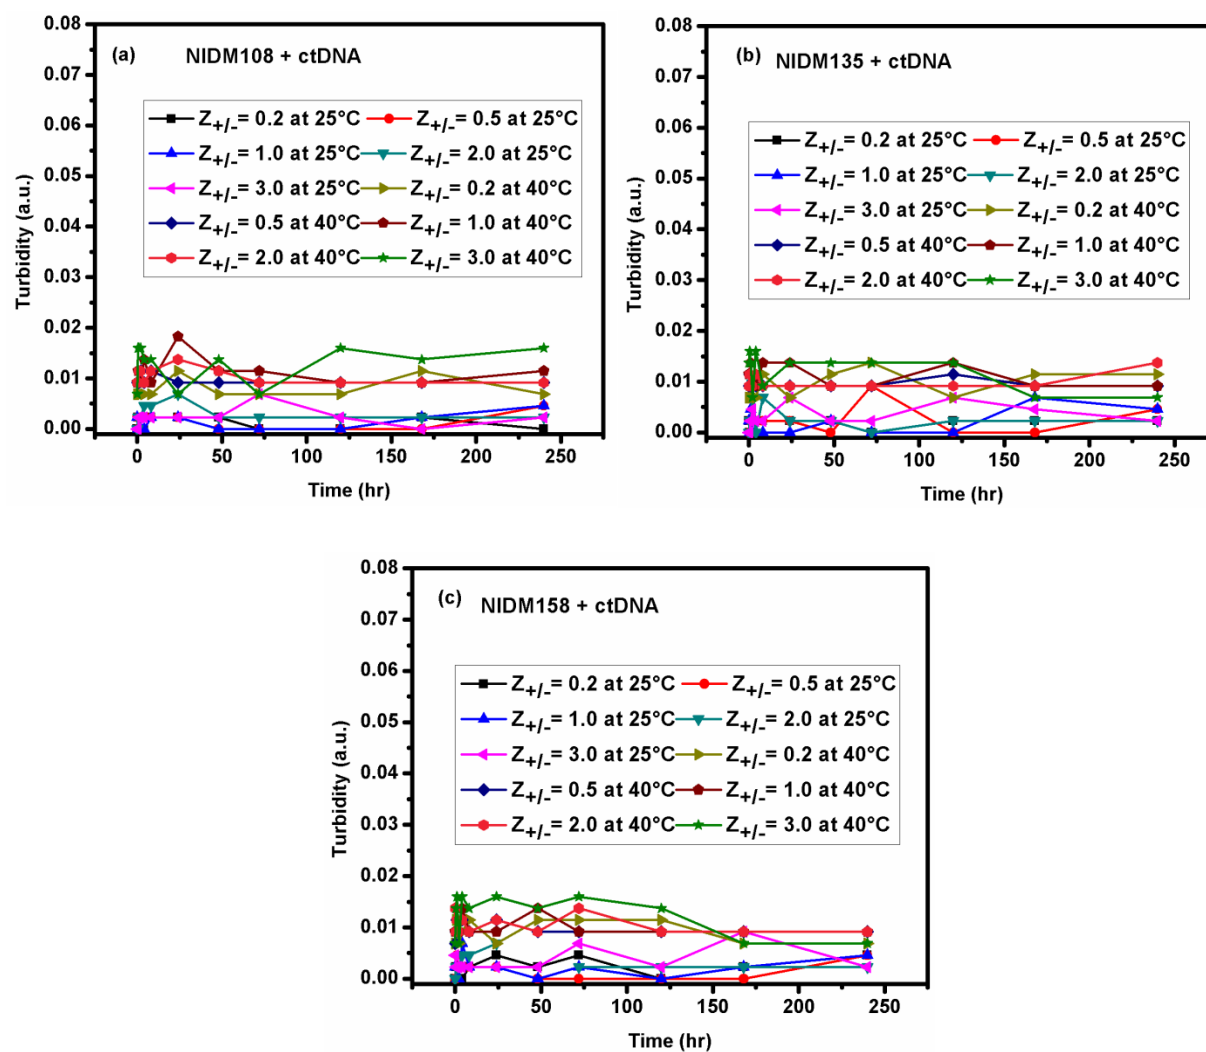 (a) NIDM108 + ctDNA
Z+/-= 0.2 at 25°C Z+/-= 0.5 at 25°C
Z+/-= 1.0 at 25°C Z+/-= 2.0 at 25°C
Z+/-= 3.0 at 25°C Z+/-= 0.2 at 40°C
Z+/-= 0.5 at 40°C Z+/-= 1.0 at 40°C
Z+/-= 2.0 at 40°C Z+/-= 3.0 at 40°C
Turbidity (a.u.)
0.08
0.07
0.06
0.05
0.04
0.03
0.02
0.01
0.00
0 50 100 150 200 250
Time (hr)
(b) NIDM135 + ctDNA
Z+/-= 0.2 at 25°C Z+/-= 0.5 at 25°C
Z+/-= 1.0 at 25°C Z+/-= 2.0 at 25°C
Z+/-= 3.0 at 25°C Z+/-= 0.2 at 40°C
Z+/-= 0.5 at 40°C Z+/-= 1.0 at 40°C
Z+/-= 2.0 at 40°C Z+/-= 3.0 at 40°C
Turbidity (a.u.)
0.08
0.07
0.06
0.05
0.04
0.03
0.02
0.01
0.00
0 50 100 150 200 250
Time (hr)
(c) NIDM158 + ctDNA
Z+/-= 0.2 at 25°C Z+/-= 0.5 at 25°C
Z+/-= 1.0 at 25°C Z+/-= 2.0 at 25°C
Z+/-= 3.0 at 25°C Z+/-= 0.2 at 40°C
Z+/-= 0.5 at 40°C Z+/-= 1.0 at 40°C
Z+/-= 2.0 at 40°C Z+/-= 3.0 at 40°C
Turbidity (a.u.)
0.08
0.07
0.06
0.05
0.04
0.03
0.02
0.01
0.00
0 50 100 150 200 250
Time (hr)